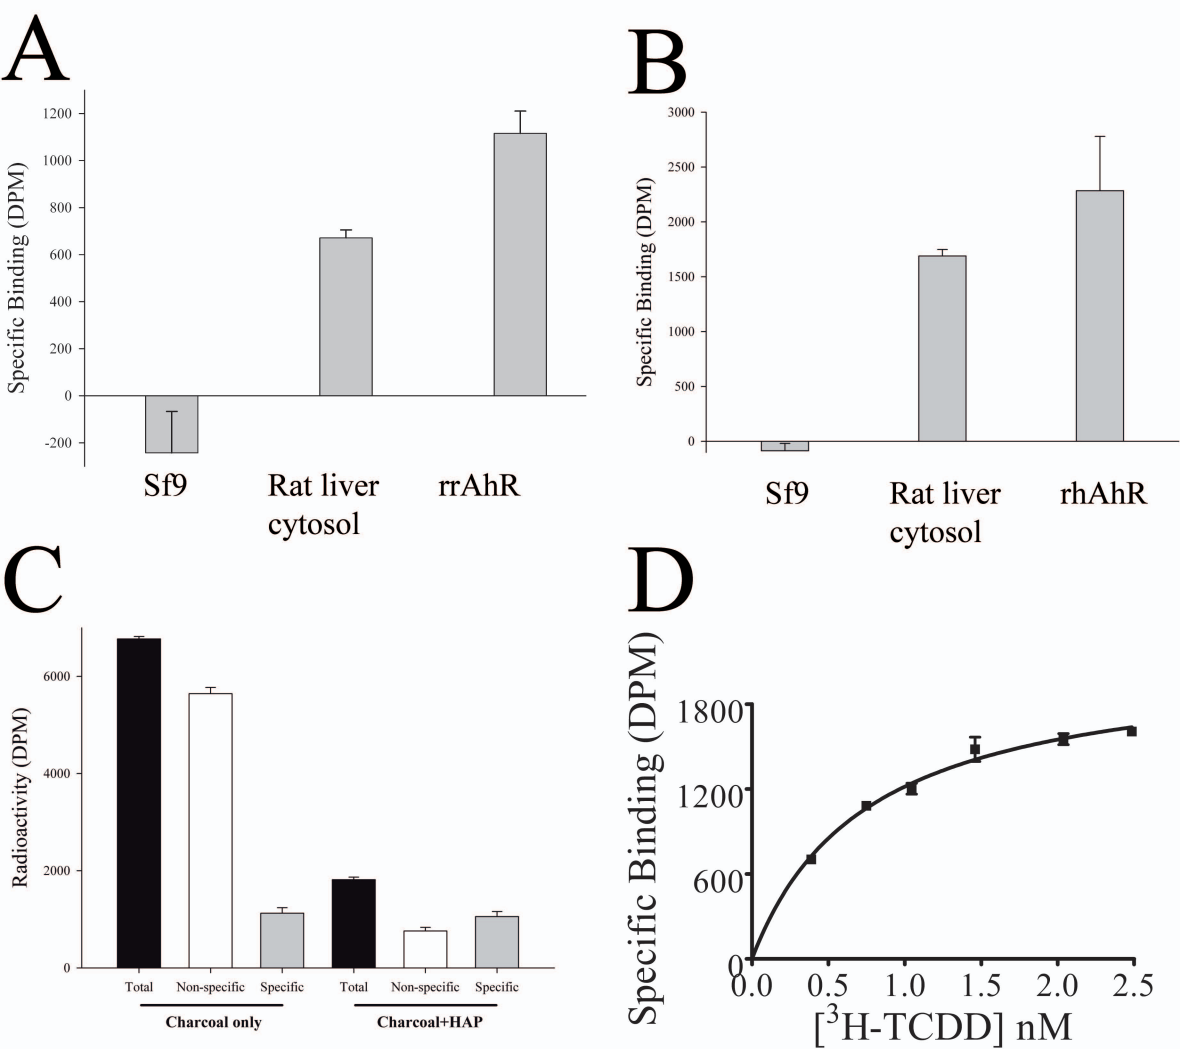 A
Specific Binding (DPM)
1200
1000
800
600
400
200
0
-200
Sf9
Rat liver
cytosol
rrAhR
B
Specific Binding (DPM)
3000
2500
2000
1500
1000
500
0
Sf9
Rat liver
cytosol
rhAhR
C
Radioactivity (DPM)
6000
4000
2000
0
Total Non-specific Specific Total Non-specific Specific
Charcoal only Charcoal+HAP
D
Specific Binding (DPM)
1800
1200
600
0
0.0 0.5 1.0 1.5 2.0 2.5
[³H-TCDD] nM